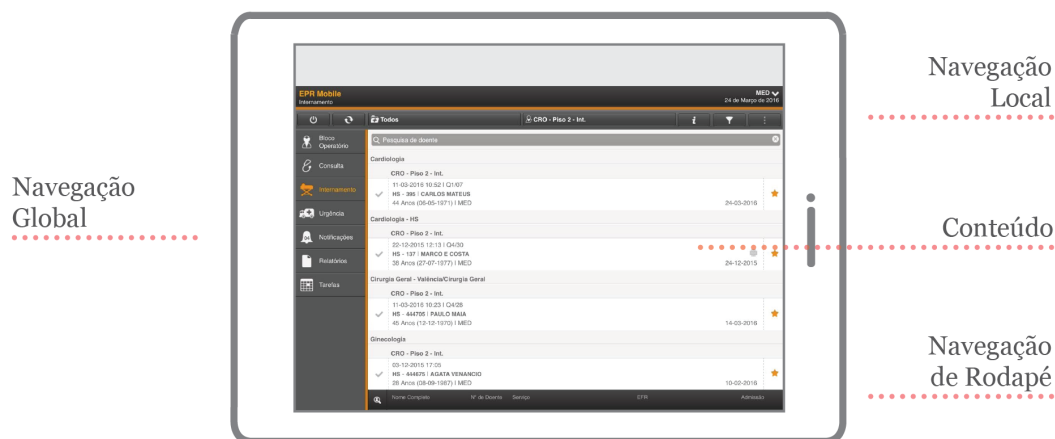 Navegação
Global
EPR Mobile
Internamento
MED
24 de Março de 2016
Todos
CRO - Piso 2 - Int.
i
Bloco
Operatório
Consulta
Internamento
Urgência
Notificações
Relatórios
Tarefas
Pesquisa de doente
Cardiologia
CRO - Piso 2 - Int.
11-03-2016 10:52 | Q1/07
HS - 395 | CARLOS MATEUS
44 Anos (06-05-1971) | MED
24-03-2016
Cardiologia - HS
CRO - Piso 2 - Int.
22-12-2015 12:13 | Q4/30
HS - 137 | MARCO E COSTA
38 Anos (27-07-1977) | MED
24-12-2015
Cirurgia Geral - Valência/Cirurgia Geral
CRO - Piso 2 - Int.
11-03-2016 10:23 | Q4/28
HS - 444705 | PAULO MAIA
45 Anos (12-12-1970) | MED
14-03-2016
Ginecologia
CRO - Piso 2 - Int.
03-12-2015 17:05
HS - 444675 | AGATA VENANCIO
28 Anos (08-09-1987) | MED
10-02-2016
Nome Completo Nº de Doente Serviço EFR Admissão
Navegação
Local
Conteúdo
Navegação
de Rodapé